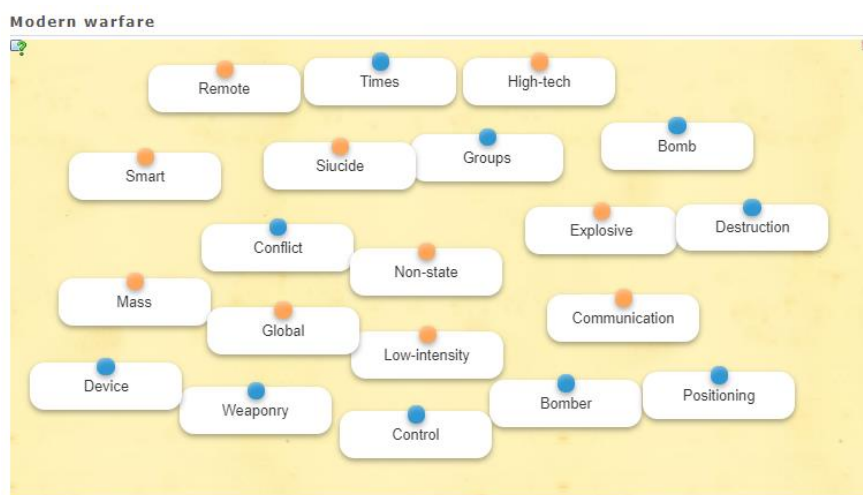 Modern warfare
Remote
Times
High-tech
Bomb
Smart
Siucide
Groups
Explosive
Destruction
Conflict
Non-state
Mass
Global
Communication
Low-intensity
Device
Weaponry
Control
Bomber
Positioning